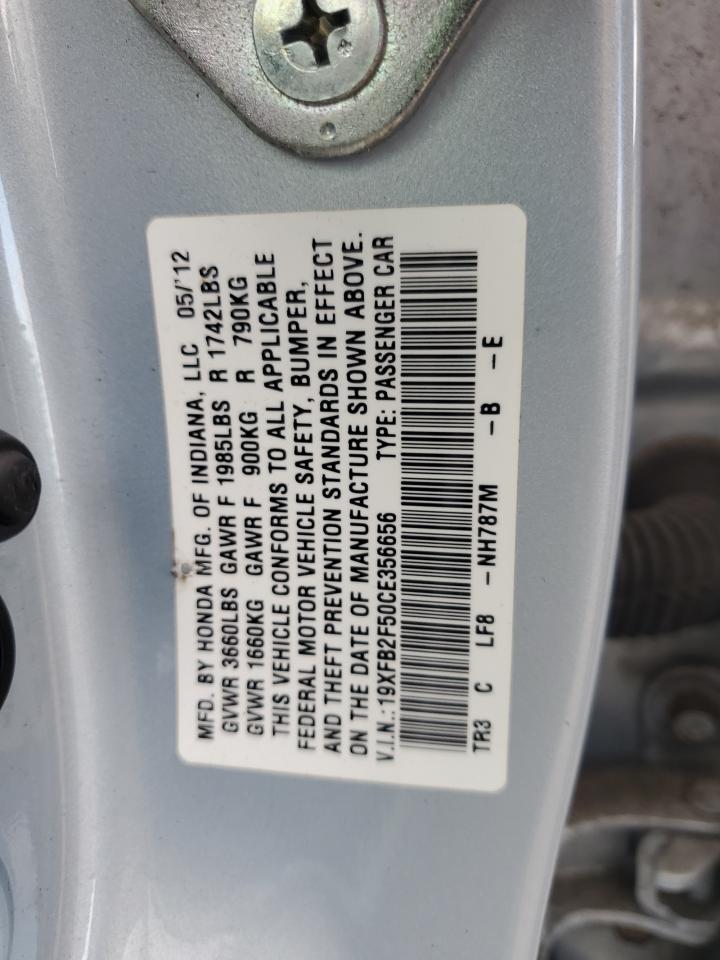 MFD. BY HONDA MFG. OF INDIANA, LLC 05/'12
GVWR 3660LBS GAWR F 1985LBS R 1742LBS
GVWR 1660KG GAWR F 900KG R 790KG
THIS VEHICLE CONFORMS TO ALL APPLICABLE
FEDERAL MOTOR VEHICLE SAFETY, BUMPER,
AND THEFT PREVENTION STANDARDS IN EFFECT
ON THE DATE OF MANUFACTURE SHOWN ABOVE.
V.I.N.:19XFB2F50CE356656 TYPE: PASSENGER CAR
TR3 C LF8 -NH787M -B -E